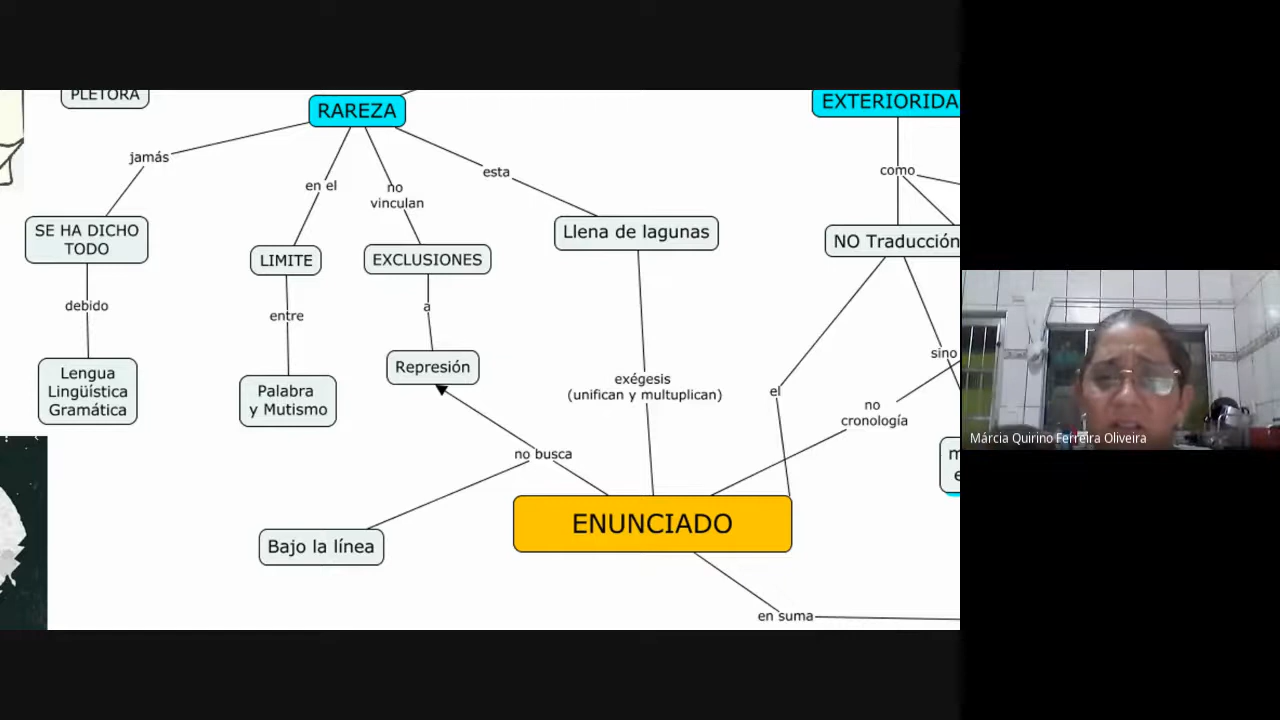 PLETORA
RAREZA
EXTERIORIDA
jamás
en el
no
vinculan
esta
como
SE HA DICHO
TODO
LIMITE
EXCLUSIONES
Llena de lagunas
NO Traducción
debido
entre
a
exégesis
(unifican y multuplican)
el
sino
no
cronología
Lengua
Lingüística
Gramática
Palabra
y Mutismo
Represión
no busca
m
e
Bajo la línea
ENUNCIADO
en suma
Márcia Quirino Ferreira Oliveira